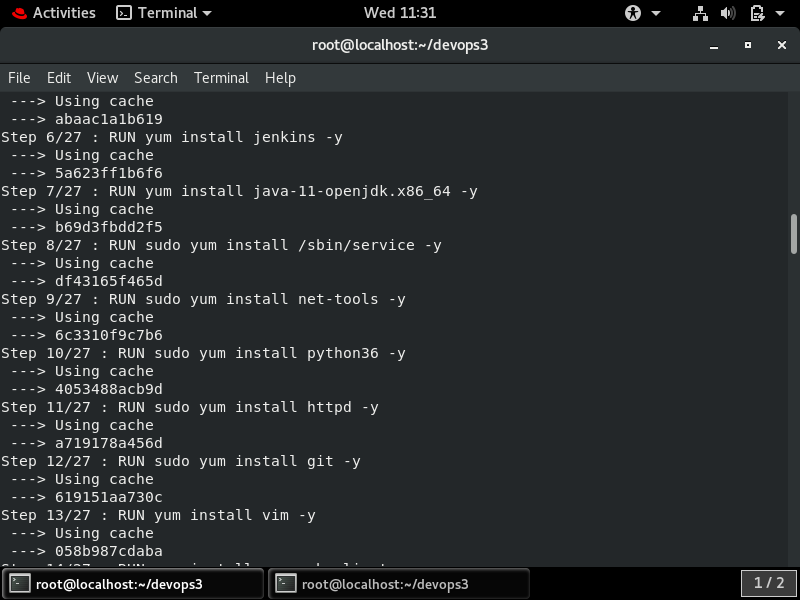 Activities Terminal Wed 11:31
root@localhost:~/devops3
File Edit View Search Terminal Help
---> Using cache
---> abaac1a1b619
Step 6/27 : RUN yum install jenkins -y
---> Using cache
---> 5a623ff1b6f6
Step 7/27 : RUN yum install java-11-openjdk.x86_64 -y
---> Using cache
---> b69d3fbdd2f5
Step 8/27 : RUN sudo yum install /sbin/service -y
---> Using cache
---> df43165f465d
Step 9/27 : RUN sudo yum install net-tools -y
---> Using cache
---> 6c3310f9c7b6
Step 10/27 : RUN sudo yum install python36 -y
---> Using cache
---> 4053488acb9d
Step 11/27 : RUN sudo yum install httpd -y
---> Using cache
---> a719178a456d
Step 12/27 : RUN sudo yum install git -y
---> Using cache
---> 619151aa730c
Step 13/27 : RUN yum install vim -y
---> Using cache
---> 058b987cdaba
root@localhost:~/devops3 root@localhost:~/devops3 1 / 2